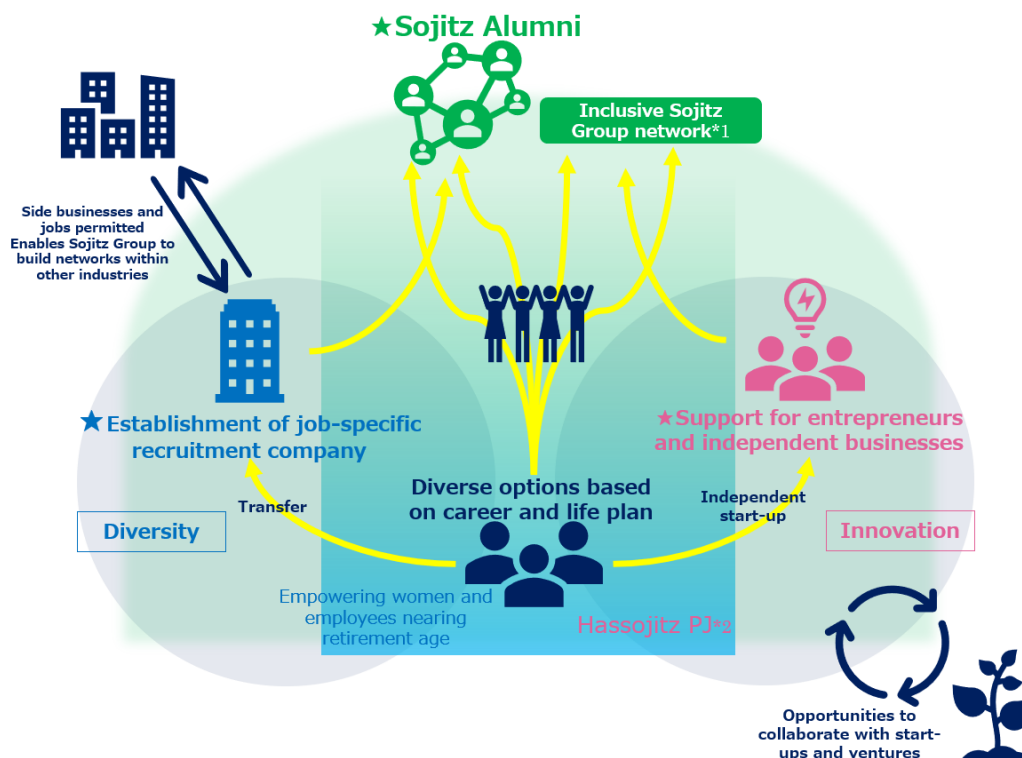 ★Sojitz Alumni
Inclusive Sojitz
Group network*1
Side businesses and
jobs permitted
Enables Sojitz Group to
build networks within
other industries
★Establishment of job-specific
recruitment company
★Support for entrepreneurs
and independent businesses
Diverse options based
on career and life plan
Transfer
Independent
start-up
Diversity
Innovation
Empowering women and
employees nearing
retirement age
Hassojitz PJ*2
Opportunities to
collaborate with start-
ups and ventures